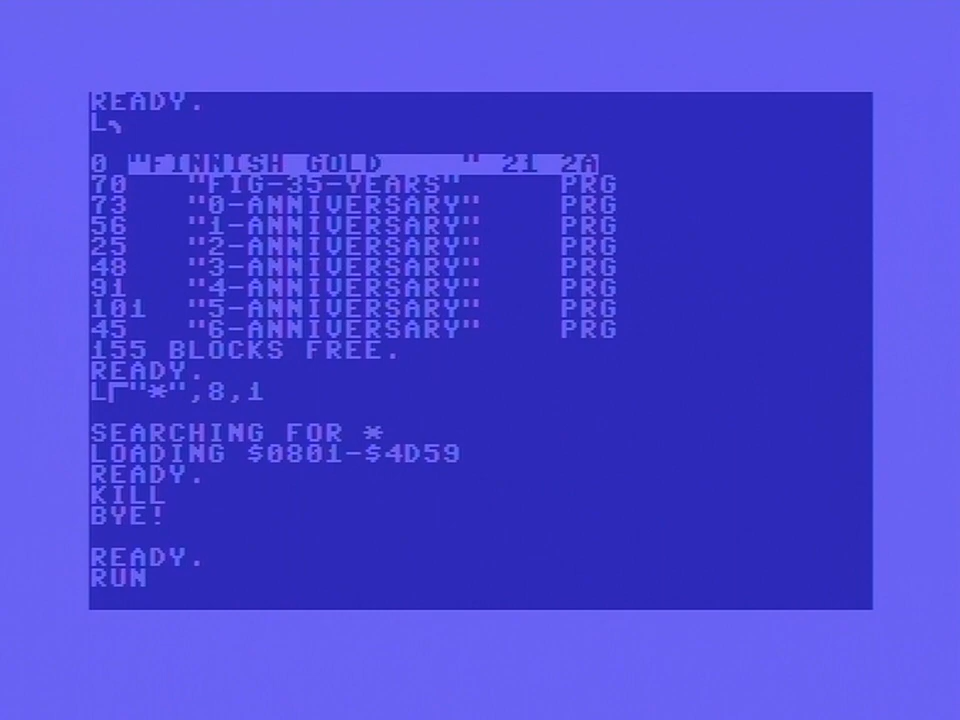 READY.
L╮
0 "FINNISH GOLD    " 21 2A
70   "FIG-35-YEARS"     PRG
73   "0-ANNIVERSARY"    PRG
56   "1-ANNIVERSARY"    PRG
25   "2-ANNIVERSARY"    PRG
48   "3-ANNIVERSARY"    PRG
91   "4-ANNIVERSARY"    PRG
101  "5-ANNIVERSARY"    PRG
45   "6-ANNIVERSARY"    PRG
155 BLOCKS FREE.
READY.
L┌"*",8,1
SEARCHING FOR *
LOADING $0801-$4D59
READY.
KILL
BYE!
READY.
RUN